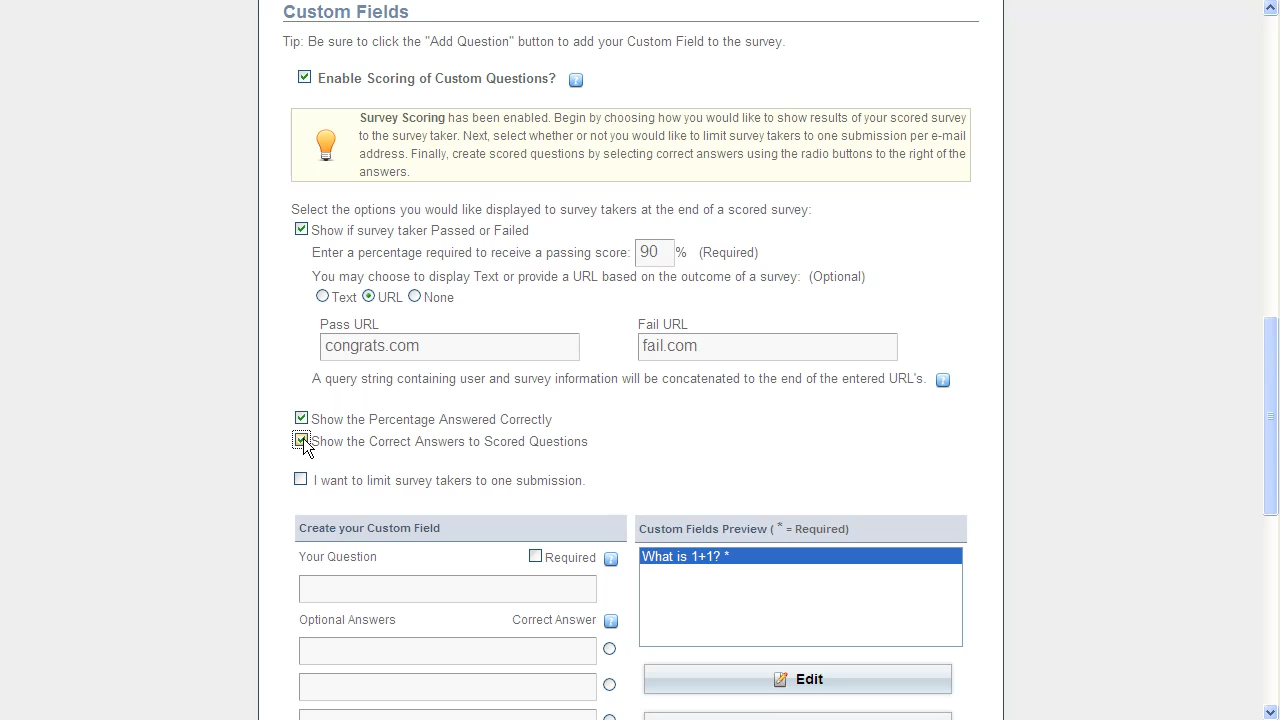 Custom Fields
Tip: Be sure to click the "Add Question" button to add your Custom Field to the survey.
Enable Scoring of Custom Questions?
Survey Scoring has been enabled. Begin by choosing how you would like to show results of your scored survey
to the survey taker. Next, select whether or not you would like to limit survey takers to one submission per e-mail
address. Finally, create scored questions by selecting correct answers using the radio buttons to the right of the
answers.
Select the options you would like displayed to survey takers at the end of a scored survey:
Show if survey taker Passed or Failed
Enter a percentage required to receive a passing score: 90 % (Required)
You may choose to display Text or provide a URL based on the outcome of a survey: (Optional)
Text URL None
Pass URL Fail URL
congrats.com fail.com
A query string containing user and survey information will be concatenated to the end of the entered URL's.
Show the Percentage Answered Correctly
Show the Correct Answers to Scored Questions
I want to limit survey takers to one submission.
Create your Custom Field Custom Fields Preview ( * = Required)
Your Question Required What is 1+1? *
Optional Answers Correct Answer
Edit